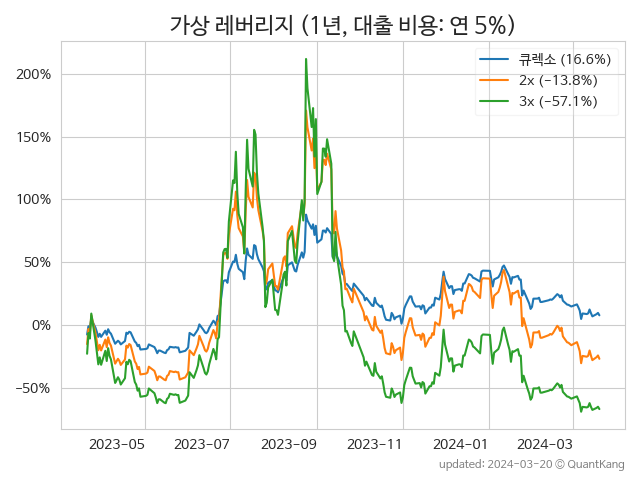 가상 레버리지 (1년, 대출 비용: 연 5%)
큐렉소 (16.6%)
2x (−13.8%)
3x (−57.1%)
200%
150%
100%
50%
0%
−50%
2023-05 2023-07 2023-09 2023-11 2024-01 2024-03
updated: 2024-03-20 © QuantKang